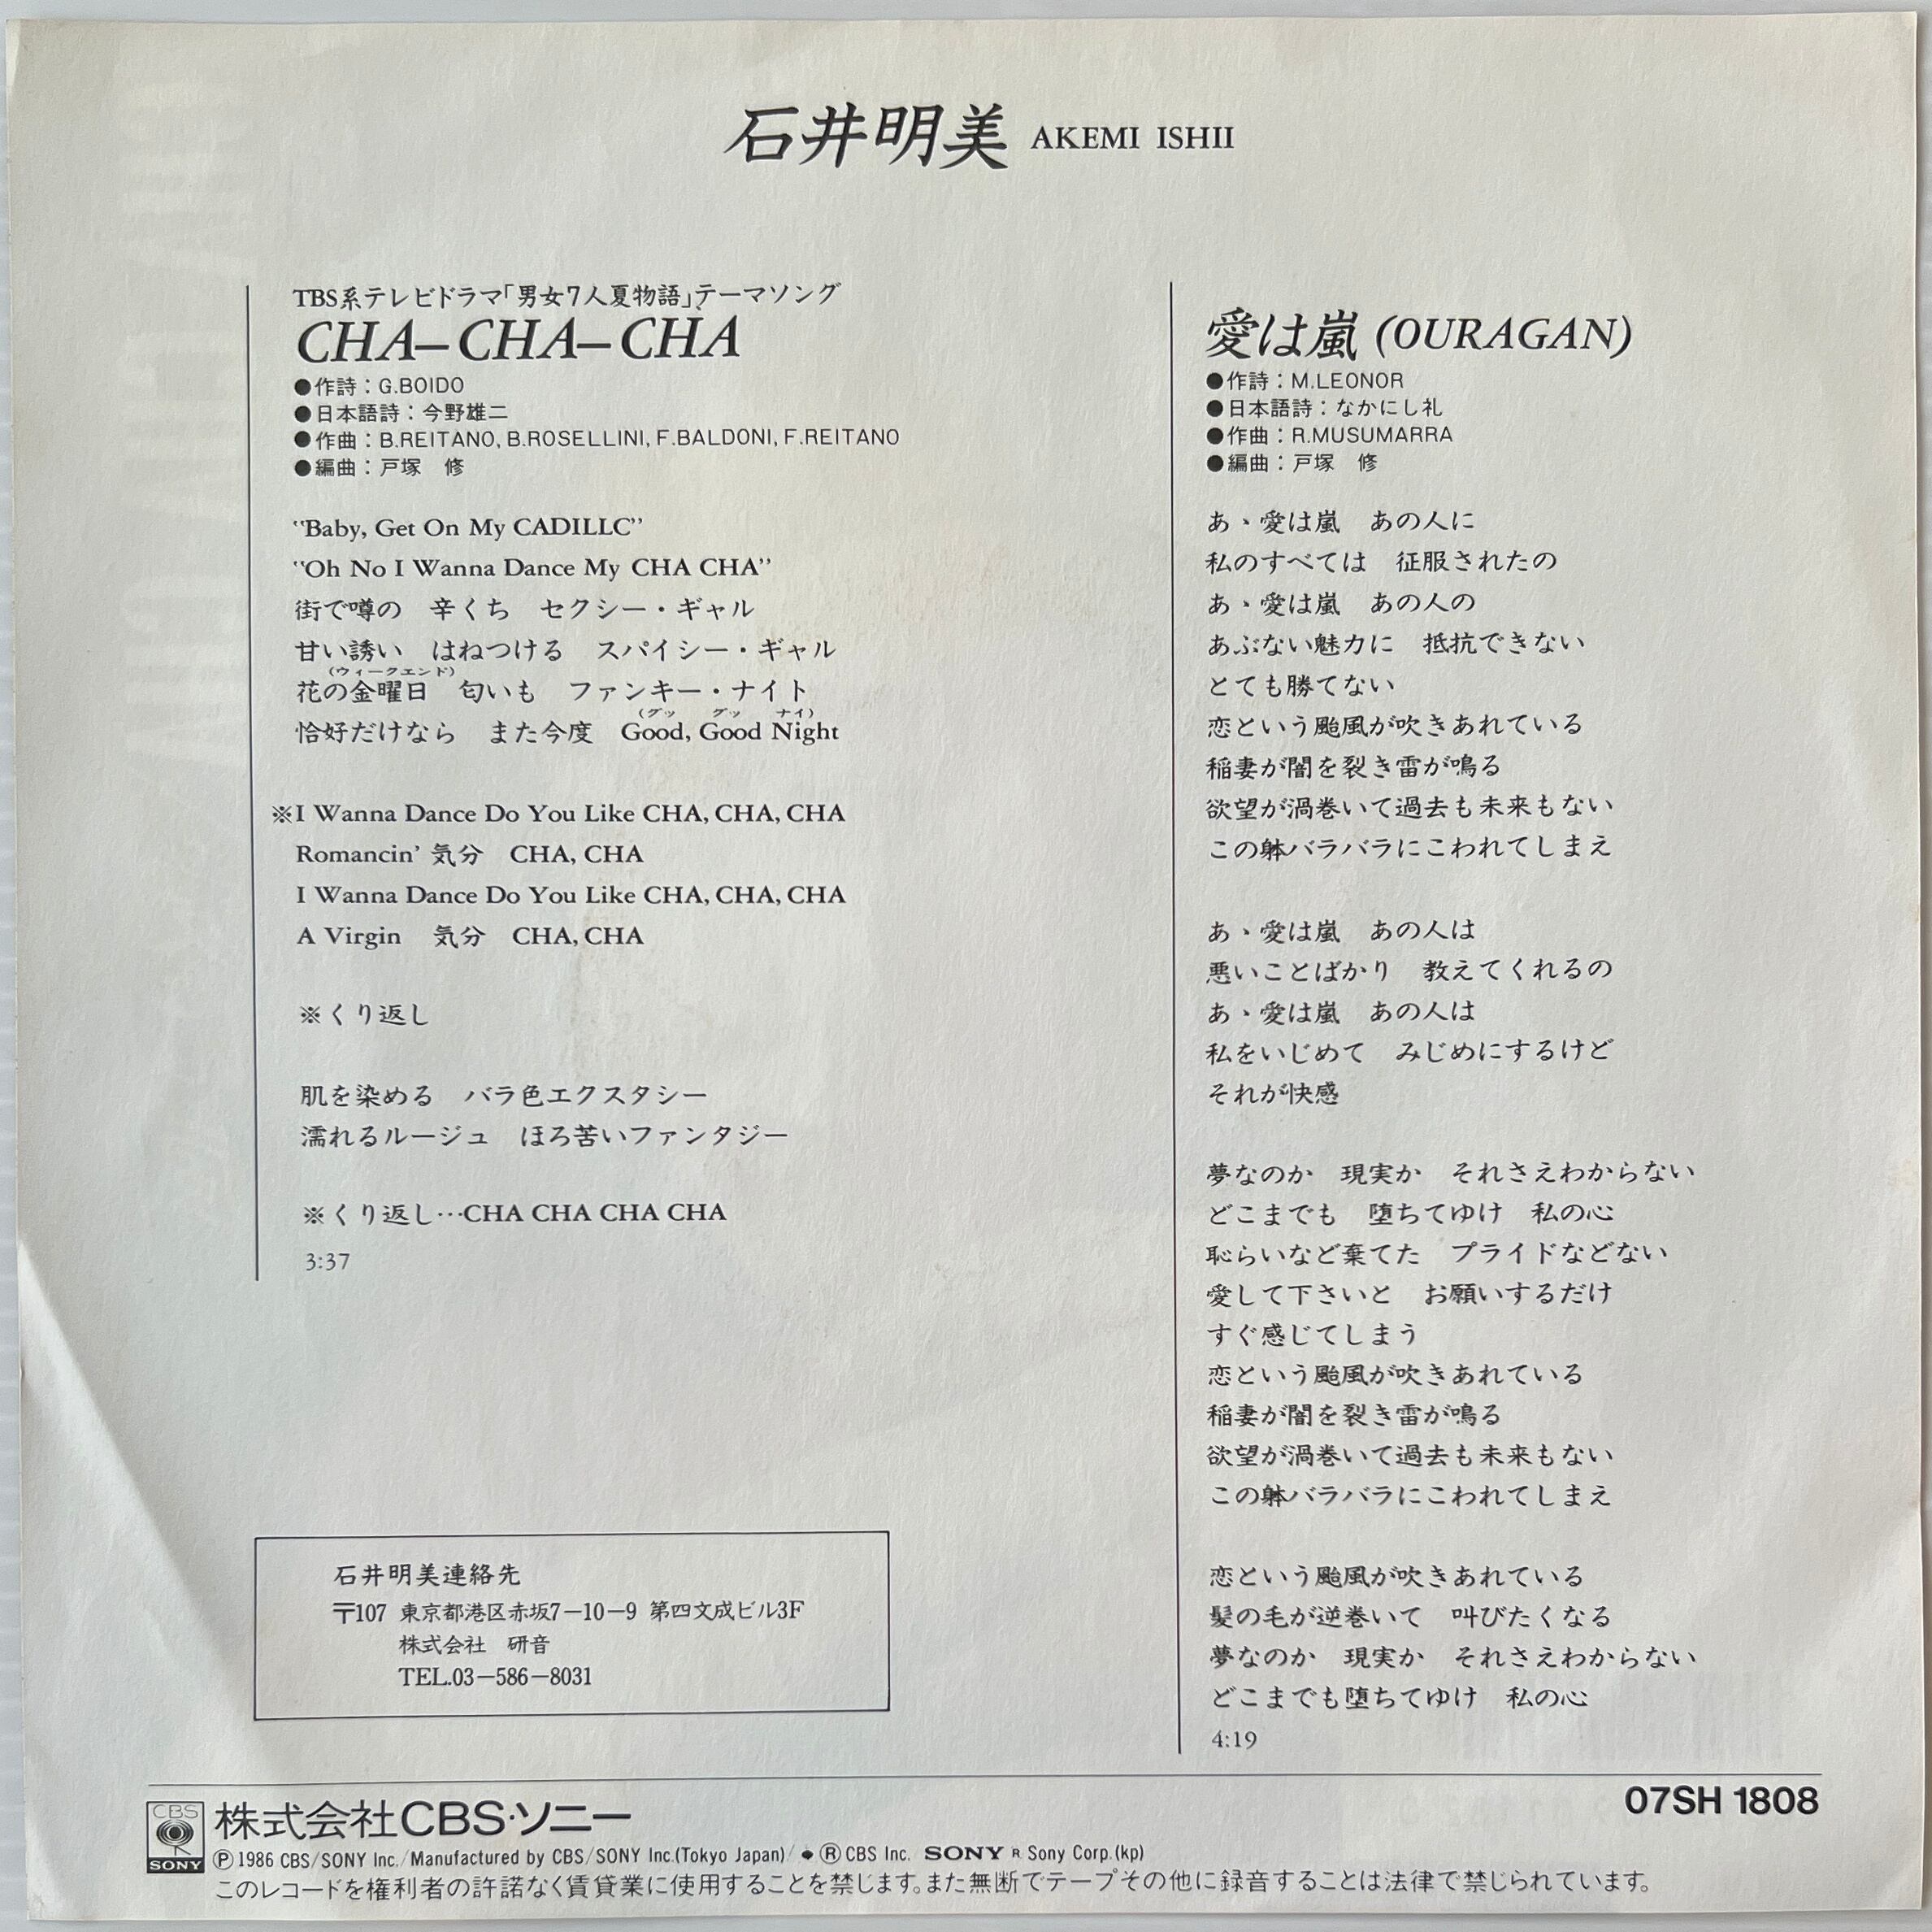 石井明美 AKEMI ISHII
TBS系テレビドラマ「男女7人夏物語」テーマソング
CHA–CHA–CHA
●作詩：G.BOIDO
●日本語詩：今野雄二
●作曲：B.REITANO, B.ROSELLINI, F.BALDONI, F.REITANO
●編曲：戸塚　修
“Baby, Get On My CADILLC”
“Oh No I Wanna Dance My CHA CHA”
街で噂の　辛くち　セクシー・ギャル
甘い誘い　はねつける　スパイシー・ギャル
（ウィークエンド）
花の金曜日　匂いも　ファンキー・ナイト
（グッ　グッ　ナイ）
恰好だけなら　また今度　Good, Good Night
※I Wanna Dance Do You Like CHA, CHA, CHA
Romancin’ 気分　CHA, CHA
I Wanna Dance Do You Like CHA, CHA, CHA
A Virgin　気分　CHA, CHA
※くり返し
肌を染める　バラ色エクスタシー
濡れるルージュ　ほろ苦いファンタジー
※くり返し…CHA CHA CHA CHA
3:37
石井明美連絡先
〒107 東京都港区赤坂7－10－9 第四文成ビル3F
株式会社　研音
TEL.03－586－8031
愛は嵐 (OURAGAN)
●作詩：M.LEONOR
●日本語詩：なかにし礼
●作曲：R.MUSUMARRA
●編曲：戸塚　修
あゝ愛は嵐　あの人に
私のすべては　征服されたの
あゝ愛は嵐　あの人の
あぶない魅力に　抵抗できない
とても勝てない
恋という颱風が吹きあれている
稲妻が闇を裂き雷が鳴る
欲望が渦巻いて過去も未来もない
この躰バラバラにこわれてしまえ
あゝ愛は嵐　あの人は
悪いことばかり　教えてくれるの
あゝ愛は嵐　あの人は
私をいじめて　みじめにするけど
それが快感
夢なのか　現実か　それさえわからない
どこまでも　堕ちてゆけ　私の心
恥らいなど棄てた　プライドなどない
愛して下さいと　お願いするだけ
すぐ感じてしまう
恋という颱風が吹きあれている
稲妻が闇を裂き雷が鳴る
欲望が渦巻いて過去も未来もない
この躰バラバラにこわれてしまえ
恋という颱風が吹きあれている
髪の毛が逆巻いて　叫びたくなる
夢なのか　現実か　それさえわからない
どこまでも堕ちてゆけ　私の心
4:19
07SH 1808
CBS
SONY
株式会社CBS・ソニー
Ⓟ1986 CBS/SONY Inc./Manufactured by CBS/SONY Inc.(Tokyo Japan)/ ◆ Ⓡ CBS Inc. SONY R Sony Corp.(kp)
このレコードを権利者の許諾なく賃貸業に使用することを禁じます。また無断でテープその他に録音することは法律で禁じられています。